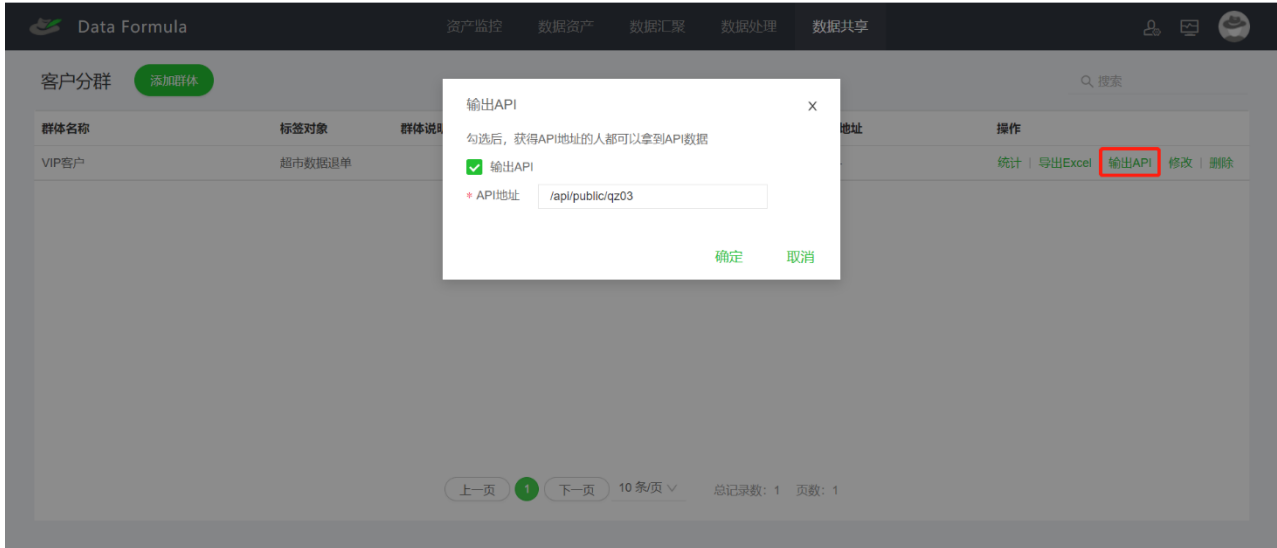 Data Formula 资产监控 数据资产 数据汇聚 数据处理 数据共享
客户分群 添加群体 搜索
输出API x
群体名称 标签对象 群体说 地址 操作
勾选后，获得API地址的人都可以拿到API数据
VIP客户 超市数据退单 统计 | 导出Excel 输出API 修改 | 删除
输出API
* API地址 /api/public/qz03
确定 取消
上一页 1 下一页 10 条/页 总记录数：1 页数：1